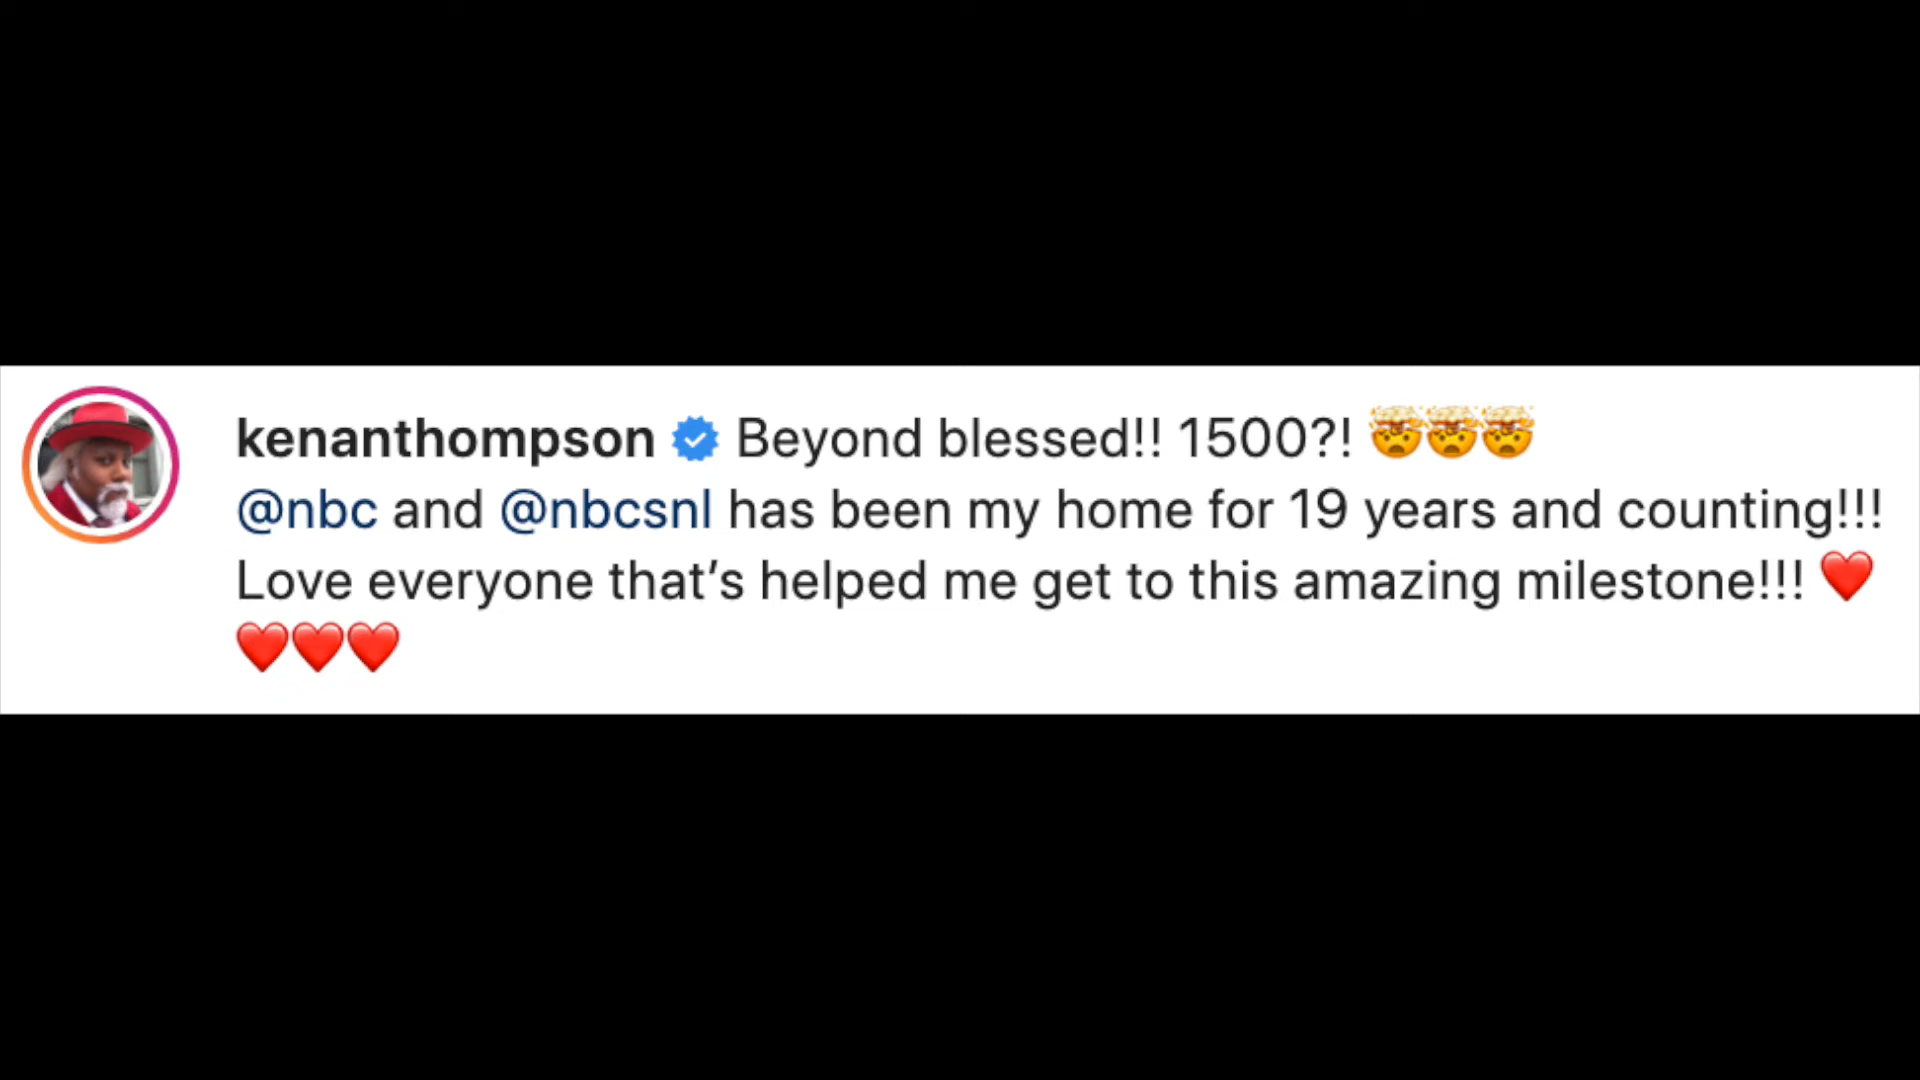 kenanthompson Beyond blessed!! 1500?! 🤯🤯🤯
@nbc and @nbcsnl has been my home for 19 years and counting!!!
Love everyone that’s helped me get to this amazing milestone!!! ❤️
❤️❤️❤️